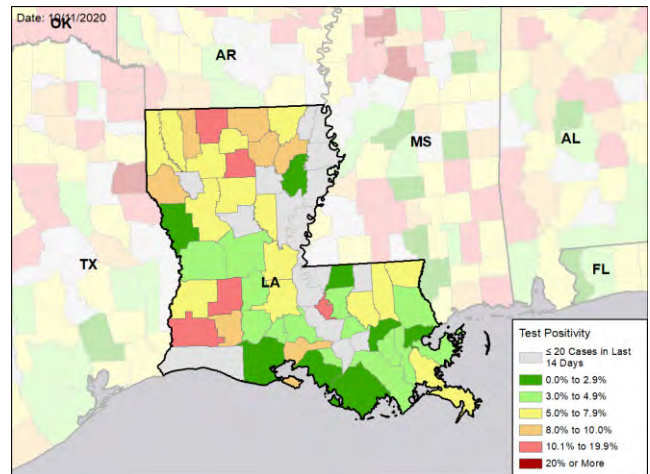 Date: 10/11/2020
OK
AR
MS
AL
TX
LA
FL
Test Positivity
≤ 20 Cases in Last
14 Days
0.0% to 2.9%
3.0% to 4.9%
5.0% to 7.9%
8.0% to 10.0%
10.1% to 19.9%
20% or More